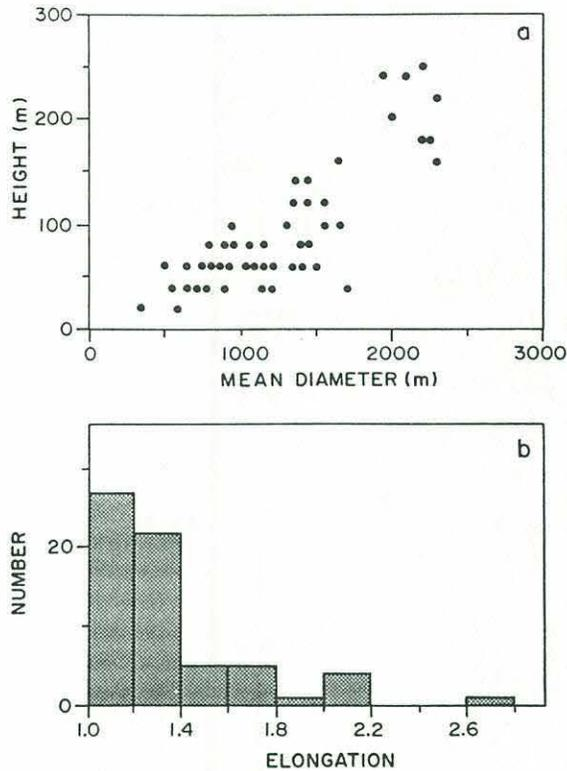 300
a
200
100
0
HEIGHT (m)
0 1000 2000 3000
MEAN DIAMETER (m)
b
20
0
NUMBER
1.0 1.4 1.8 2.2 2.6
ELONGATION